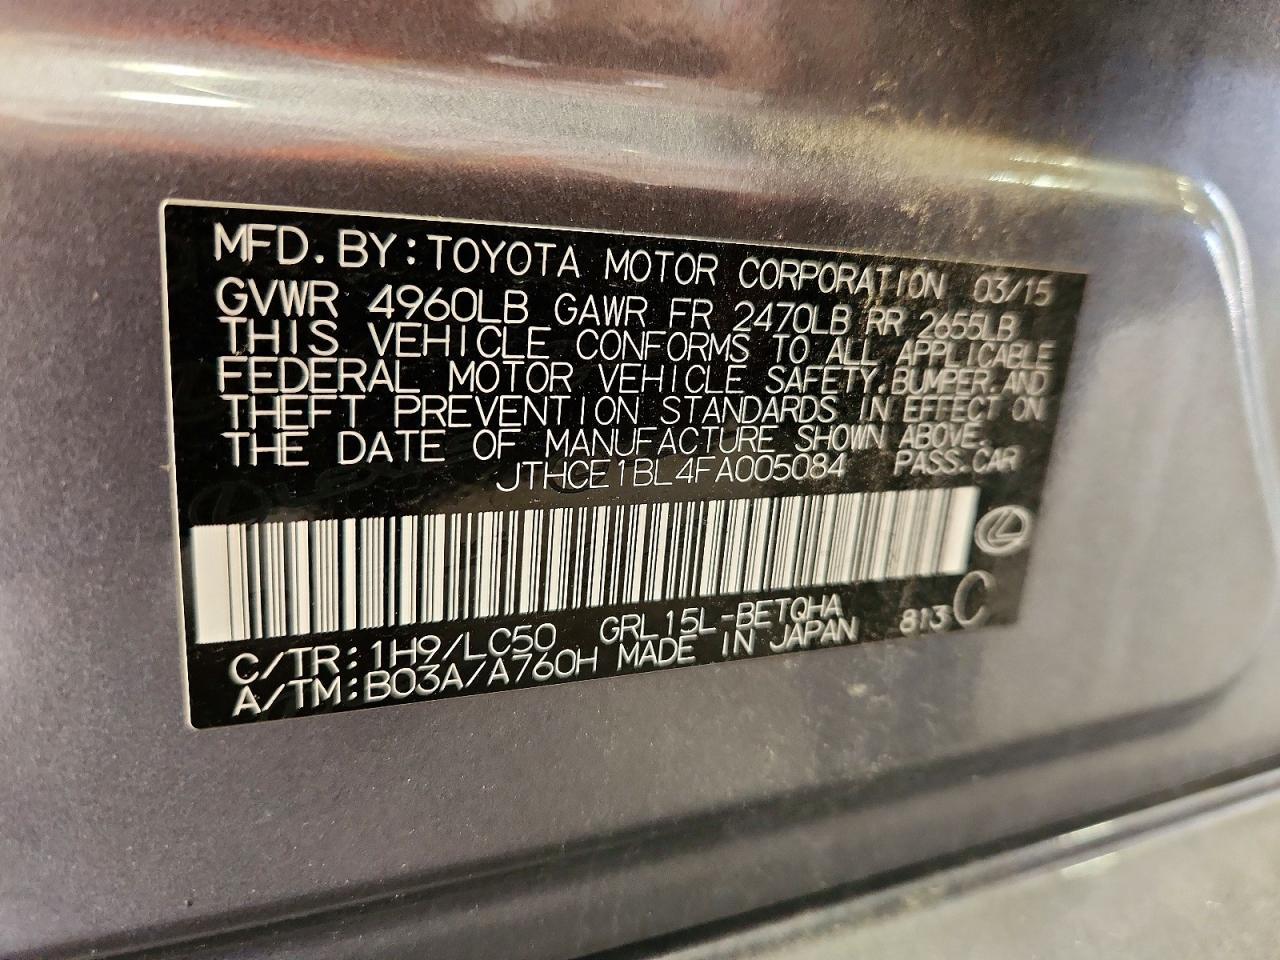 MFD. BY: TOYOTA MOTOR CORPORATION 03/15
GVWR 4960LB GAWR FR 2470LB RR 2655LB
THIS VEHICLE CONFORMS TO ALL APPLICABLE
FEDERAL MOTOR VEHICLE SAFETY, BUMPER, AND
THEFT PREVENTION STANDARDS IN EFFECT ON
THE DATE OF MANUFACTURE SHOWN ABOVE.
JTHCE1BL4FA005084 PASS. CAR
C/TR: 1H9/LC50 GRL15L-BETQHA 813 C
A/TM: B03A/A760H MADE IN JAPAN